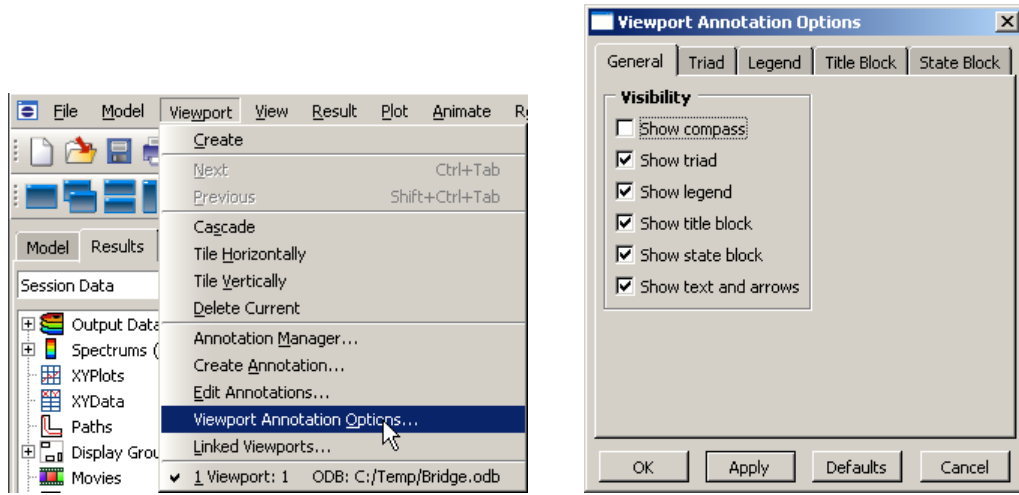 File Model Viewport View Result Plot Animate
Create
Next Ctrl+Tab
Previous Shift+Ctrl+Tab
Cascade
Tile Horizontally
Tile Vertically
Delete Current
Annotation Manager...
Create Annotation...
Edit Annotations...
Viewport Annotation Options...
Linked Viewports...
1 Viewport: 1 ODB: C:/Temp/Bridge.odb
Model Results
Session Data
Output Data
Spectrums (
XYPlots
XYData
Paths
Display Grou
Movies
Viewport Annotation Options
General Triad Legend Title Block State Block
Visibility
Show compass
Show triad
Show legend
Show title block
Show state block
Show text and arrows
OK Apply Defaults Cancel